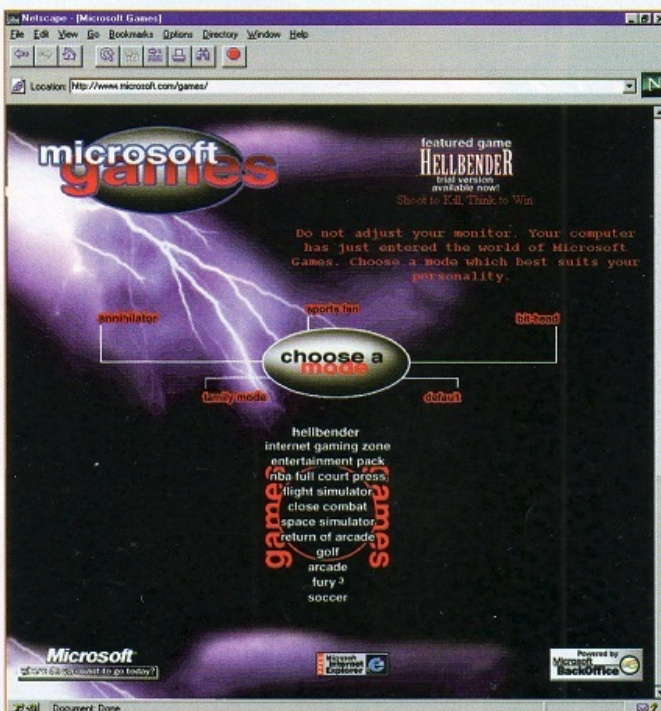 Netscape - [Microsoft Games]
File Edit View Go Bookmarks Options Directory Window Help
Location: http://www.microsoft.com/games/
N
microsoft
games
featured game
HELLBENDER
trial version
available now!
Shoot to Kill, Think to Win
Do not adjust your monitor. Your computer
has just entered the world of Microsoft
Games. Choose a mode which best suits your
personality.
annihilator
sports fan
bit-head
choose a
mode
family mode
default
hellbender
internet gaming zone
entertainment pack
nba full court press
flight simulator
close combat
space simulator
return of arcade
golf
arcade
fury 3
soccer
games
games
Microsoft
where do you want to go today?
Microsoft
Internet
Explorer
Powered by
Microsoft
BackOffice
Document: Done